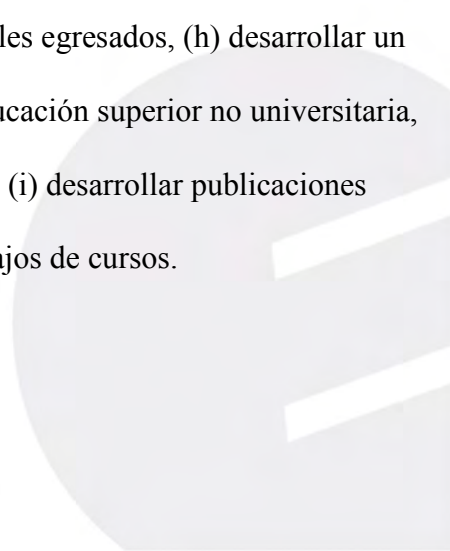 les egresados, (h) desarrollar un
ucación superior no universitaria,
(i) desarrollar publicaciones
ajos de cursos.